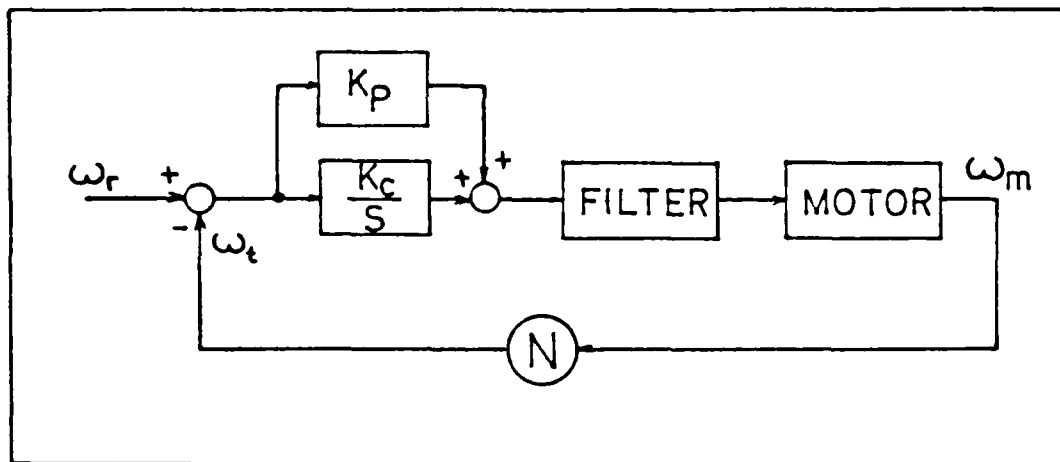 K_P
ω_r + K_C/S + + FILTER MOTOR ω_m
- ω_t
N